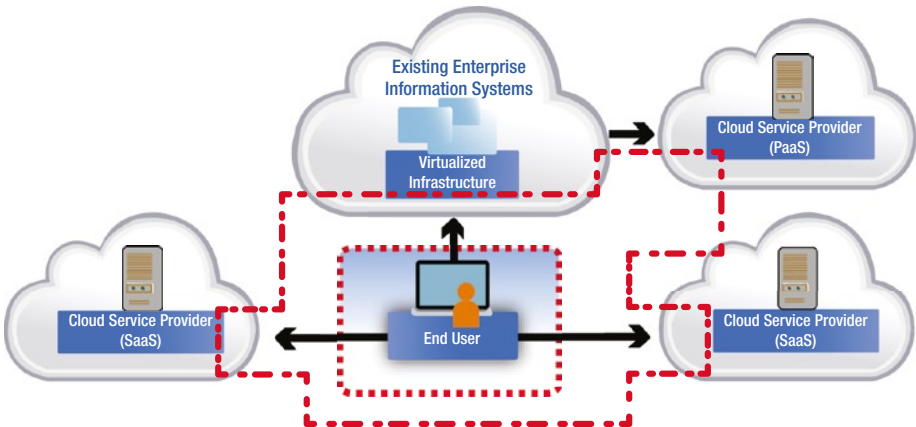 Existing Enterprise
Information Systems
Virtualized
Infrastructure
Cloud Service Provider
(PaaS)
Cloud Service Provider
(SaaS)
End User
Cloud Service Provider
(SaaS)